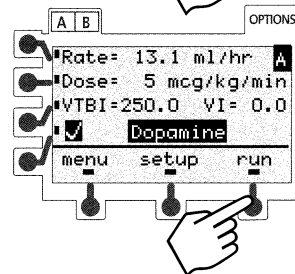 A B OPTIONS
Rate= 13.1 ml/hr A
Dose= 5 mcg/kg/min
VTBI=250.0 VI= 0.0
Dopamine
menu setup run